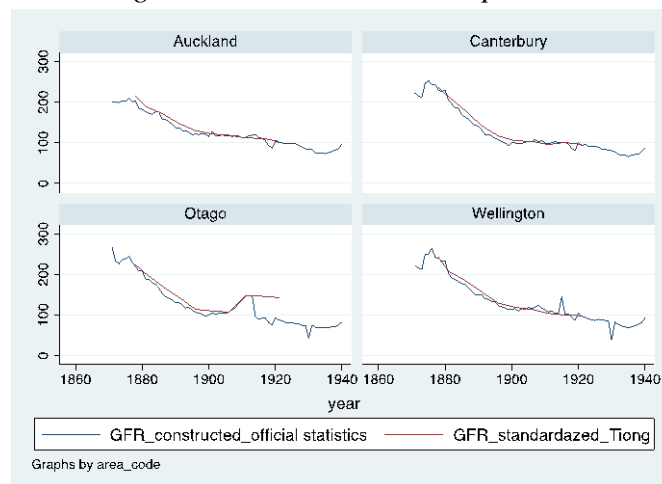 Auckland
Canterbury
300
200
100
0
Otago
Wellington
300
200
100
0
1860
1880
1900
1920
1940
1860
1880
1900
1920
1940
year
GFR_constructed_official statistics
GFR_standardazed_Tiong
Graphs by area_code